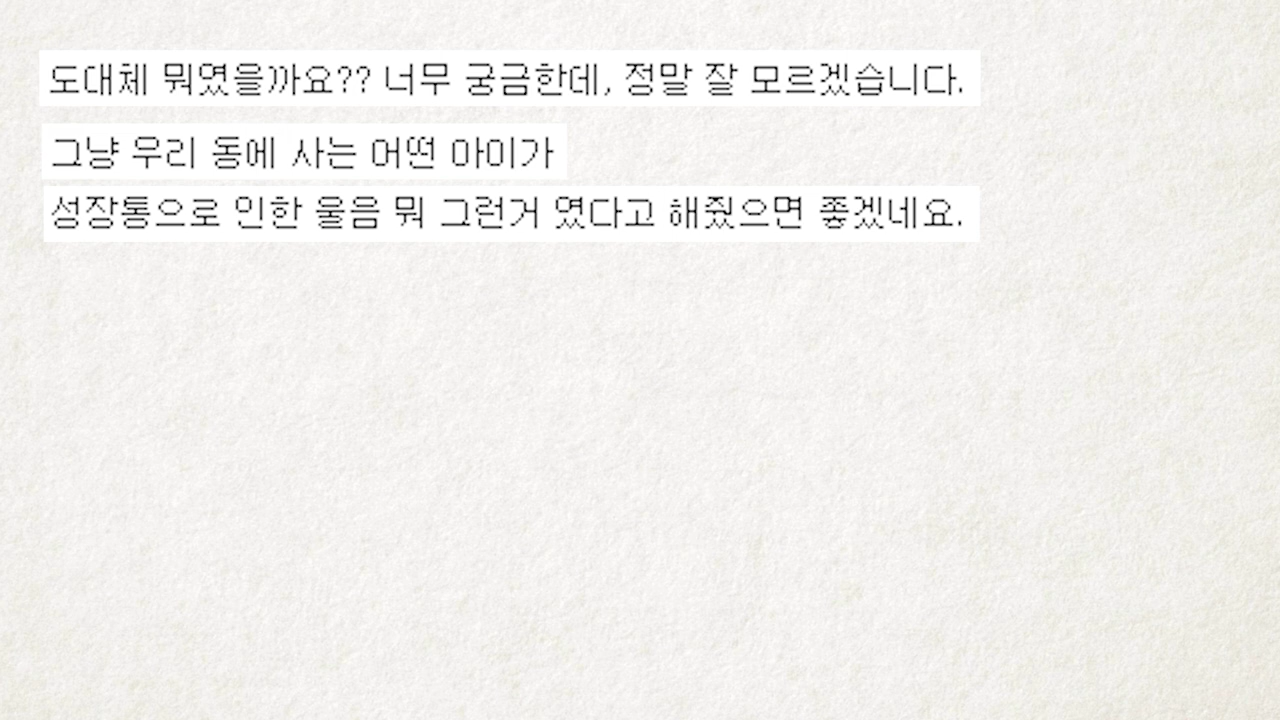 도대체 뭐였을까요?? 너무 궁금한데, 정말 잘 모르겠습니다.
그냥 우리 동에 사는 어떤 아이가
성장통으로 인한 울음 뭐 그런거 였다고 해줬으면 좋겠네요.